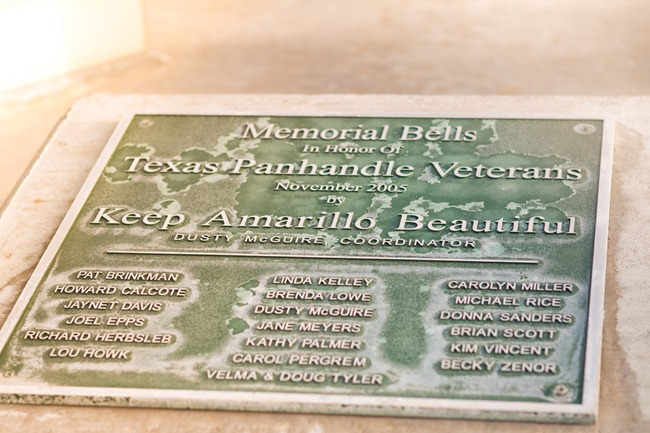 Memorial Bells
In Honor Of
Texas Panhandle Veterans
November 2005
By
Keep Amarillo Beautiful
DUSTY McGUIRE, COORDINATOR
PAT BRINKMAN
HOWARD CALCOTE
JAYNET DAVIS
JOEL EPPS
RICHARD HERBSLEB
LOU HOWK
LINDA KELLEY
BRENDA LOWE
DUSTY McGUIRE
JANE MEYERS
KATHY PALMER
CAROL PERGREM
VELMA & DOUG TYLER
CAROLYN MILLER
MICHAEL RICE
DONNA SANDERS
BRIAN SCOTT
KIM VINCENT
BECKY ZENOR